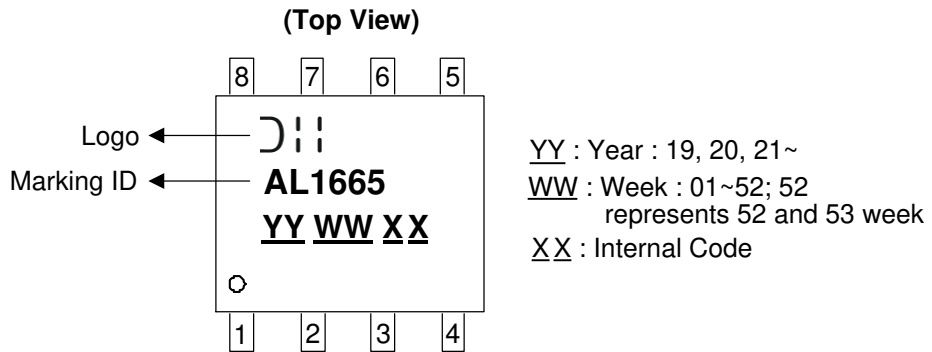 (Top View)
8 7 6 5
Logo
Marking ID
AL1665
YY WW X X
1 2 3 4
YY : Year : 19, 20, 21~
WW : Week : 01~52; 52
represents 52 and 53 week
X X : Internal Code